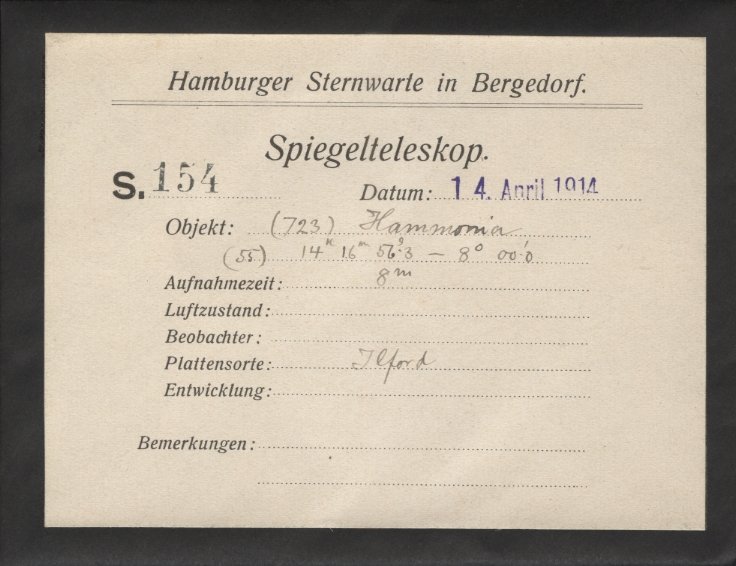 Hamburger Sternwarte in Bergedorf.
Spiegelteleskop.
S. 154 Datum: 14. April 1914
Objekt: (723) Hammonia
(55) 14h 16m 56s.3 — 8° 00'.0
Aufnahmezeit: 8m
Luftzustand:
Beobachter:
Plattensorte: Ilford
Entwicklung:
Bemerkungen: